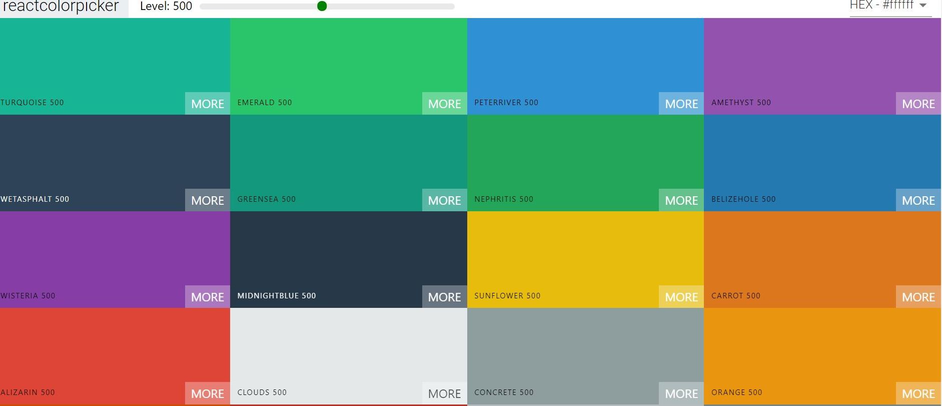 reactcolorpicker Level: 500 HEX - #ffffff
TURQUOISE 500 MORE EMERALD 500 MORE PETERRIVER 500 MORE AMETHYST 500 MORE
WETASPHALT 500 MORE GREENSEA 500 MORE NEPHRITIS 500 MORE BELIZEHOLE 500 MORE
WISTERIA 500 MORE MIDNIGHTBLUE 500 MORE SUNFLOWER 500 MORE CARROT 500 MORE
ALIZARIN 500 MORE CLOUDS 500 MORE CONCRETE 500 MORE ORANGE 500 MORE